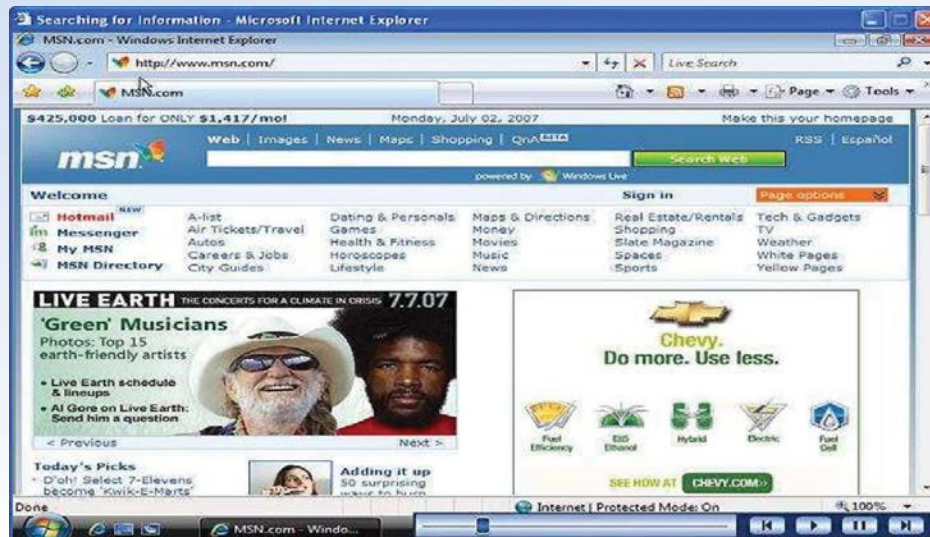 Searching for Information - Microsoft Internet Explorer
MSN.com - Windows Internet Explorer
http://www.msn.com/
Live Search
MSN.com
Page
Tools
$425,000 Loan for ONLY $1,417/mo!
Monday, July 02, 2007
Make this your homepage
msn
Web | Images | News | Maps | Shopping | QnA BETA
RSS | Español
Search Web
powered by Windows Live
Welcome
Sign in
Page options
Hotmail NEW
Messenger
My MSN
MSN Directory
A-list
Air Tickets/Travel
Autos
Careers & Jobs
City Guides
Dating & Personals
Games
Health & Fitness
Horoscopes
Lifestyle
Maps & Directions
Money
Movies
Music
News
Real Estate/Rentals
Shopping
Slate Magazine
Spaces
Sports
Tech & Gadgets
TV
Weather
White Pages
Yellow Pages
LIVE EARTH THE CONCERTS FOR A CLIMATE IN CRISIS 7.7.07
'Green' Musicians
Photos: Top 15
earth-friendly artists
• Live Earth schedule
& lineups
• Al Gore on Live Earth:
Send him a question
< Previous
Next >
Chevy.
Do more. Use less.
Fuel
Efficiency
E85
Ethanol
Hybrid
Electric
Fuel
Cell
SEE HOW AT CHEVY.COM>>
Today's Picks
D'oh! Select 7-Elevens
become 'Kwik-E-Marts'
Adding it up
50 surprising
ways to burn
Done
Internet | Protected Mode: On
100%
MSN.com - Windo...